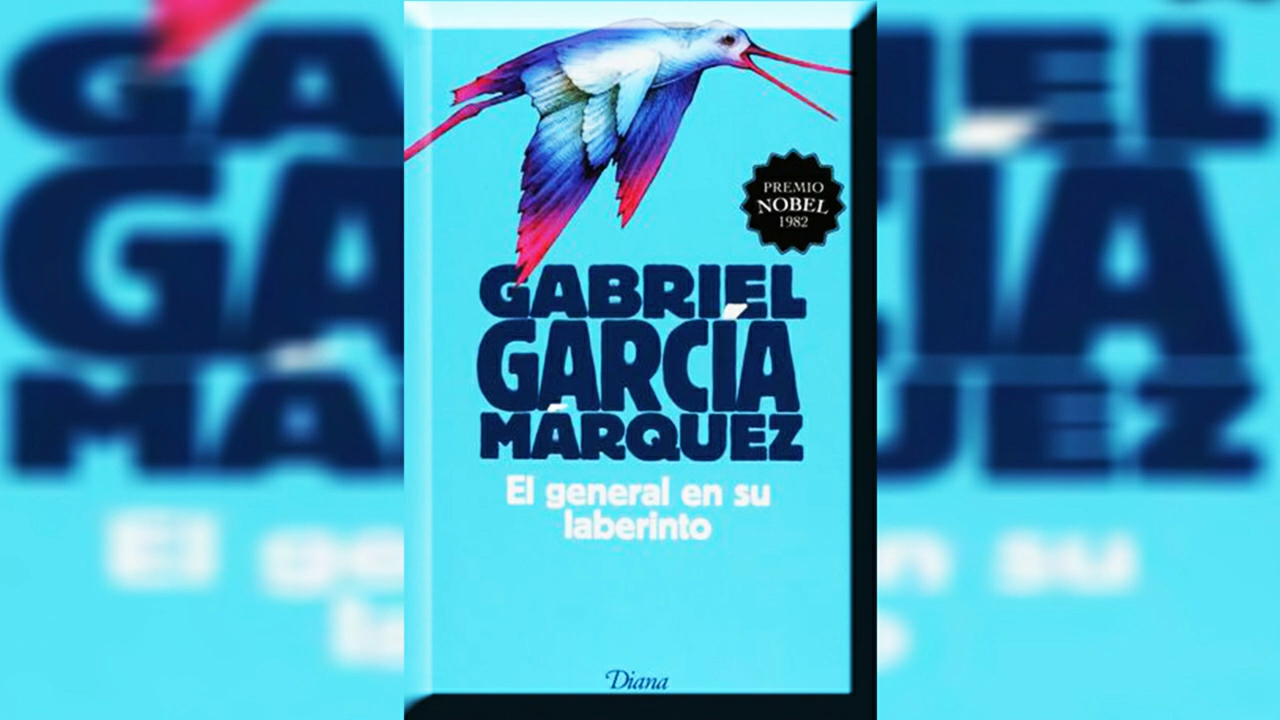 PREMIO
NOBEL
1982
GABRIEL
GARCÍA
MÁRQUEZ
El general en su
laberinto
Diana